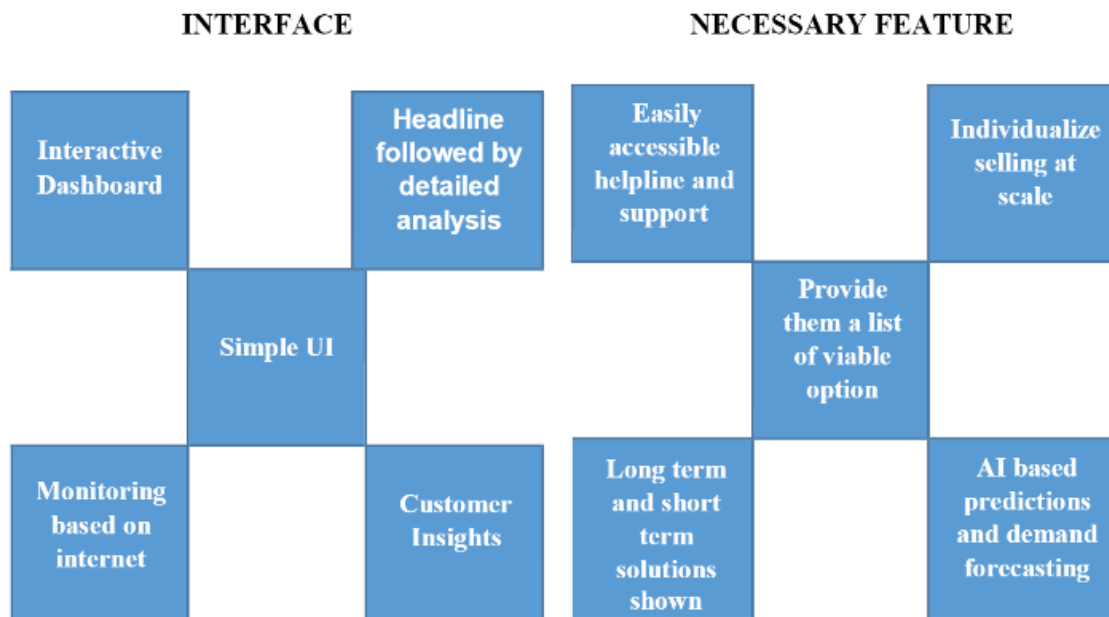 INTERFACE
NECESSARY FEATURE
Interactive
Dashboard
Headline
followed by
detailed
analysis
Simple UI
Monitoring
based on
internet
Customer
Insights
Easily
accessible
helpline and
support
Individualize
selling at
scale
Provide
them a list
of viable
option
Long term
and short
term
solutions
shown
AI based
predictions
and demand
forecasting